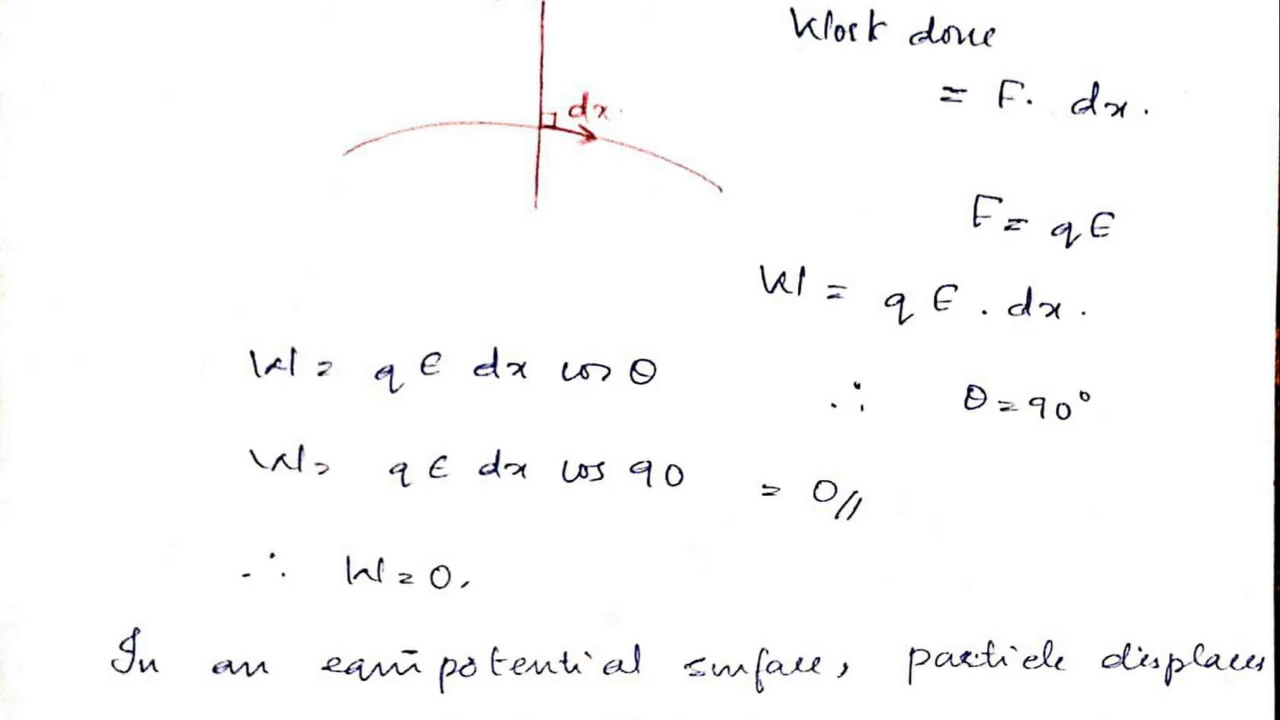 Work done
= F. dx.
dx.
F = qE
W = qE . dx.
W = qE dx cos θ
∴ θ = 90°
W = qE dx cos 90 = 0//
∴ W = 0.
In an equipotential surface, particle displaces